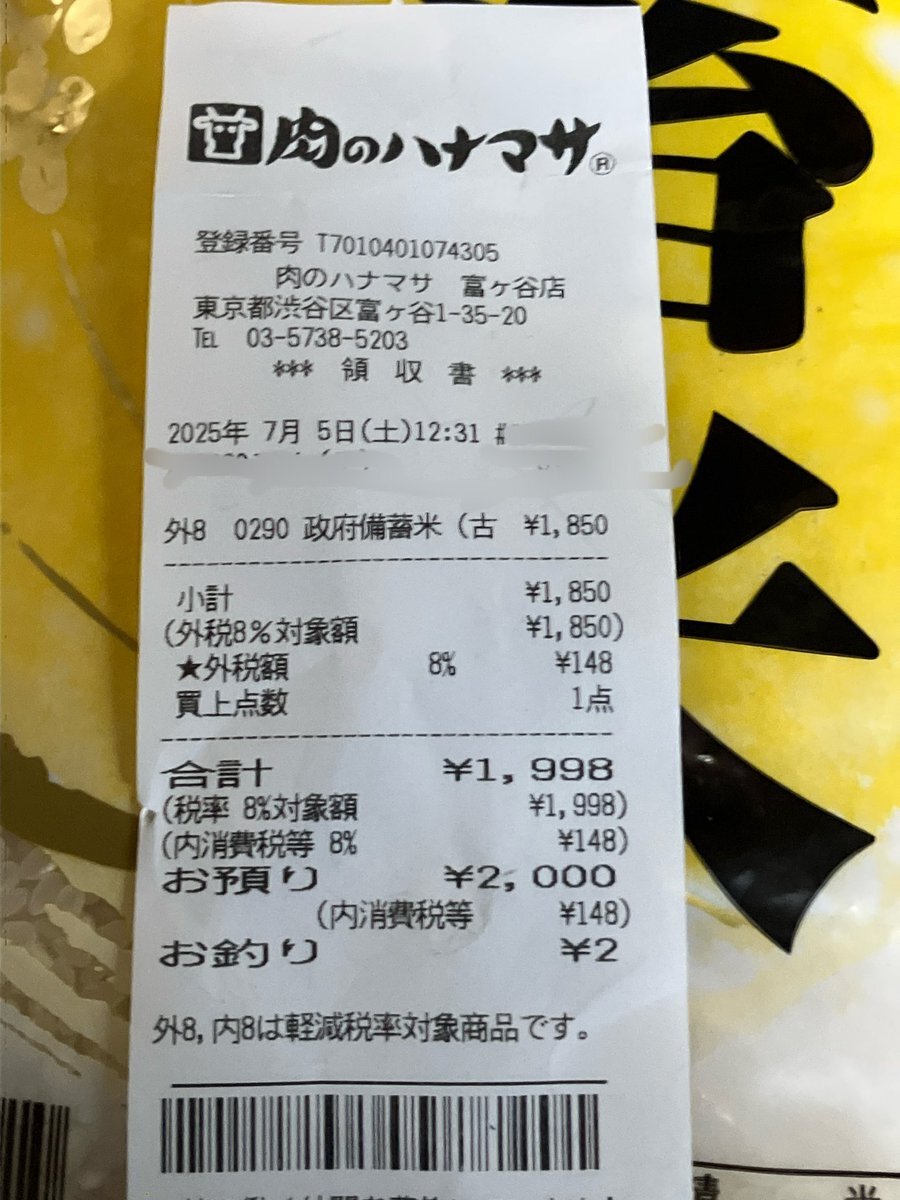 肉のハナマサ®
登録番号 T7010401074305
肉のハナマサ 富ヶ谷店
東京都渋谷区富ヶ谷1-35-20
TEL 03-5738-5203
*** 領 収 書 ***
2025年 7月 5日(土)12:31
外8 0290 政府備蓄米(古 ¥1,850
小計 ¥1,850
(外税8%対象額 ¥1,850)
★外税額 8% ¥148
買上点数 1点
合計 ¥1,998
(税率 8%対象額 ¥1,998)
(内消費税等 8% ¥148)
お預り ¥2,000
(内消費税等 ¥148)
お釣り ¥2
外8,内8は軽減税率対象商品です。